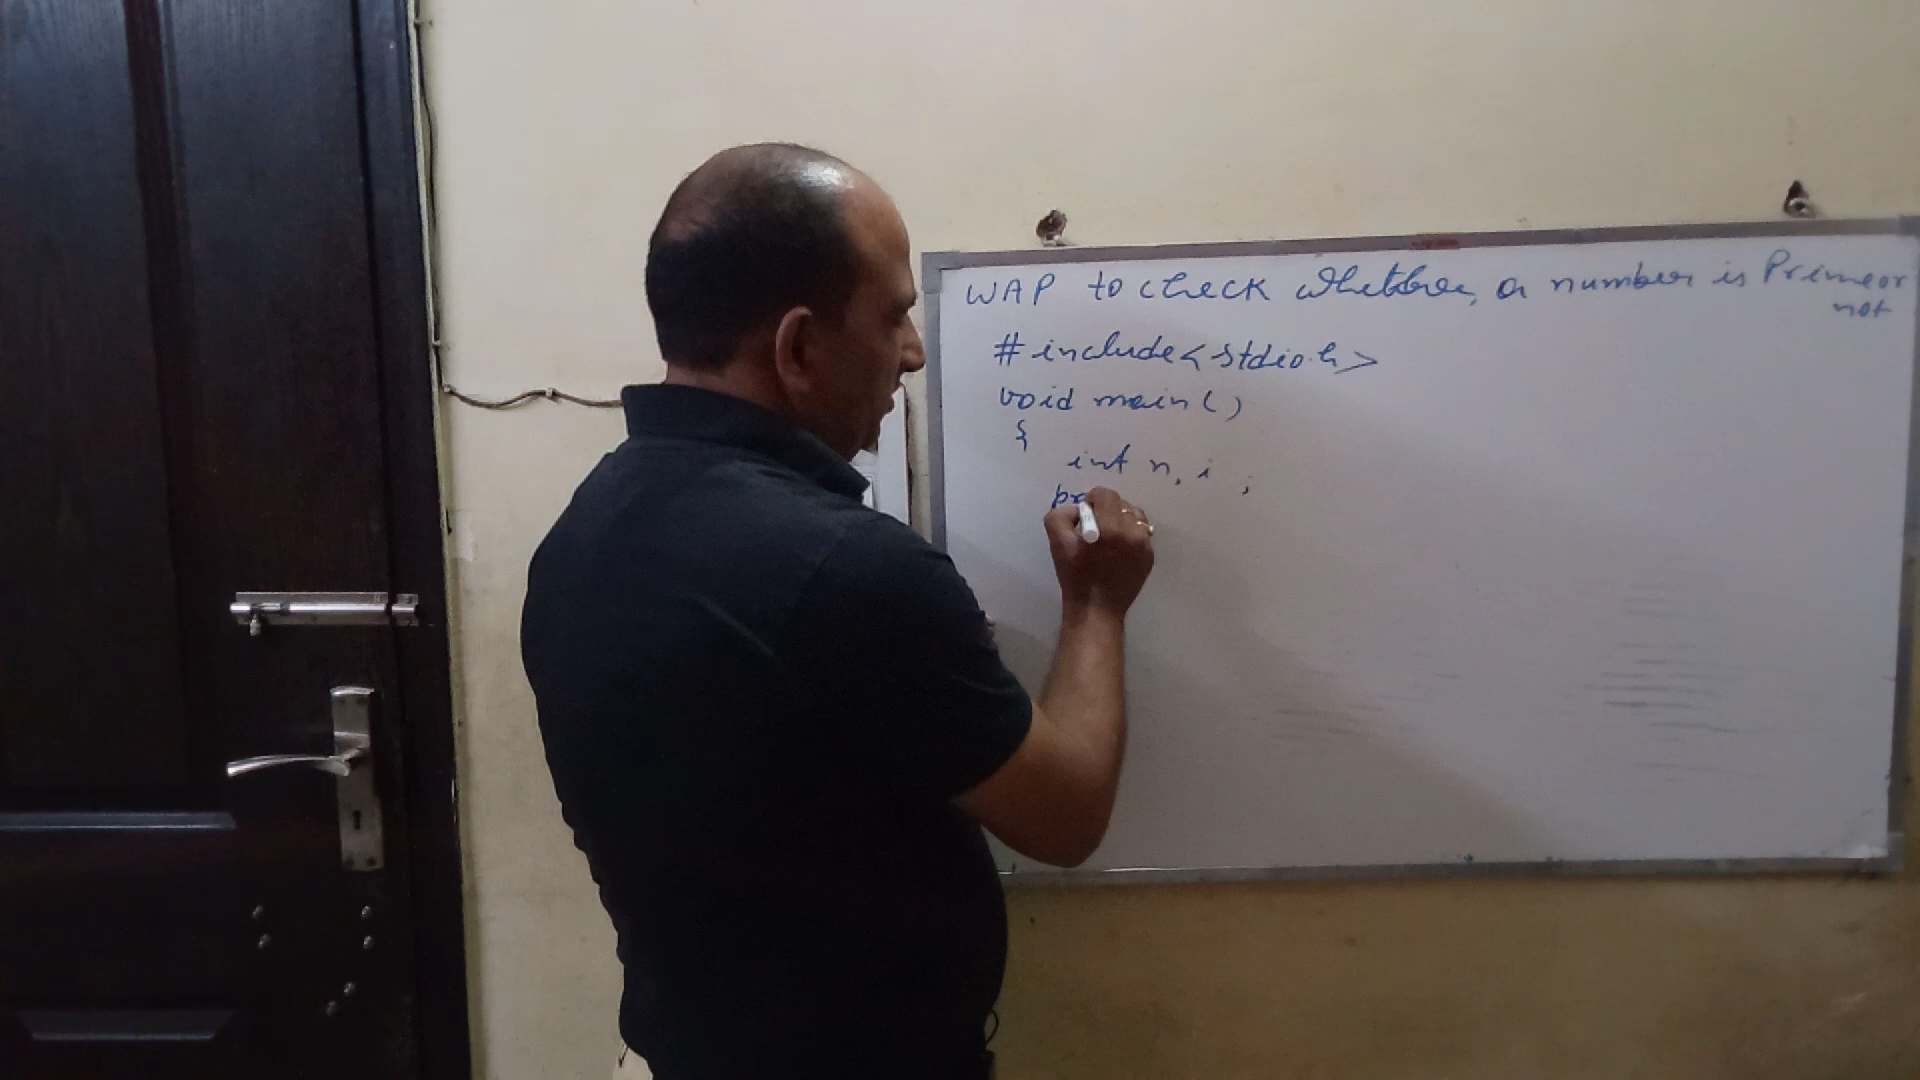 WAP to check whether, a number is Prime or
not
#include<stdio.h>
void main()
{
int n, i ;
pr